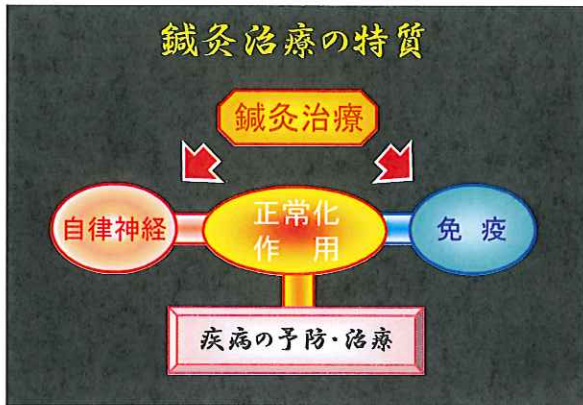 鍼灸治療の特質
鍼灸治療
自律神経
正常化
作用
免疫
疾病の予防・治療